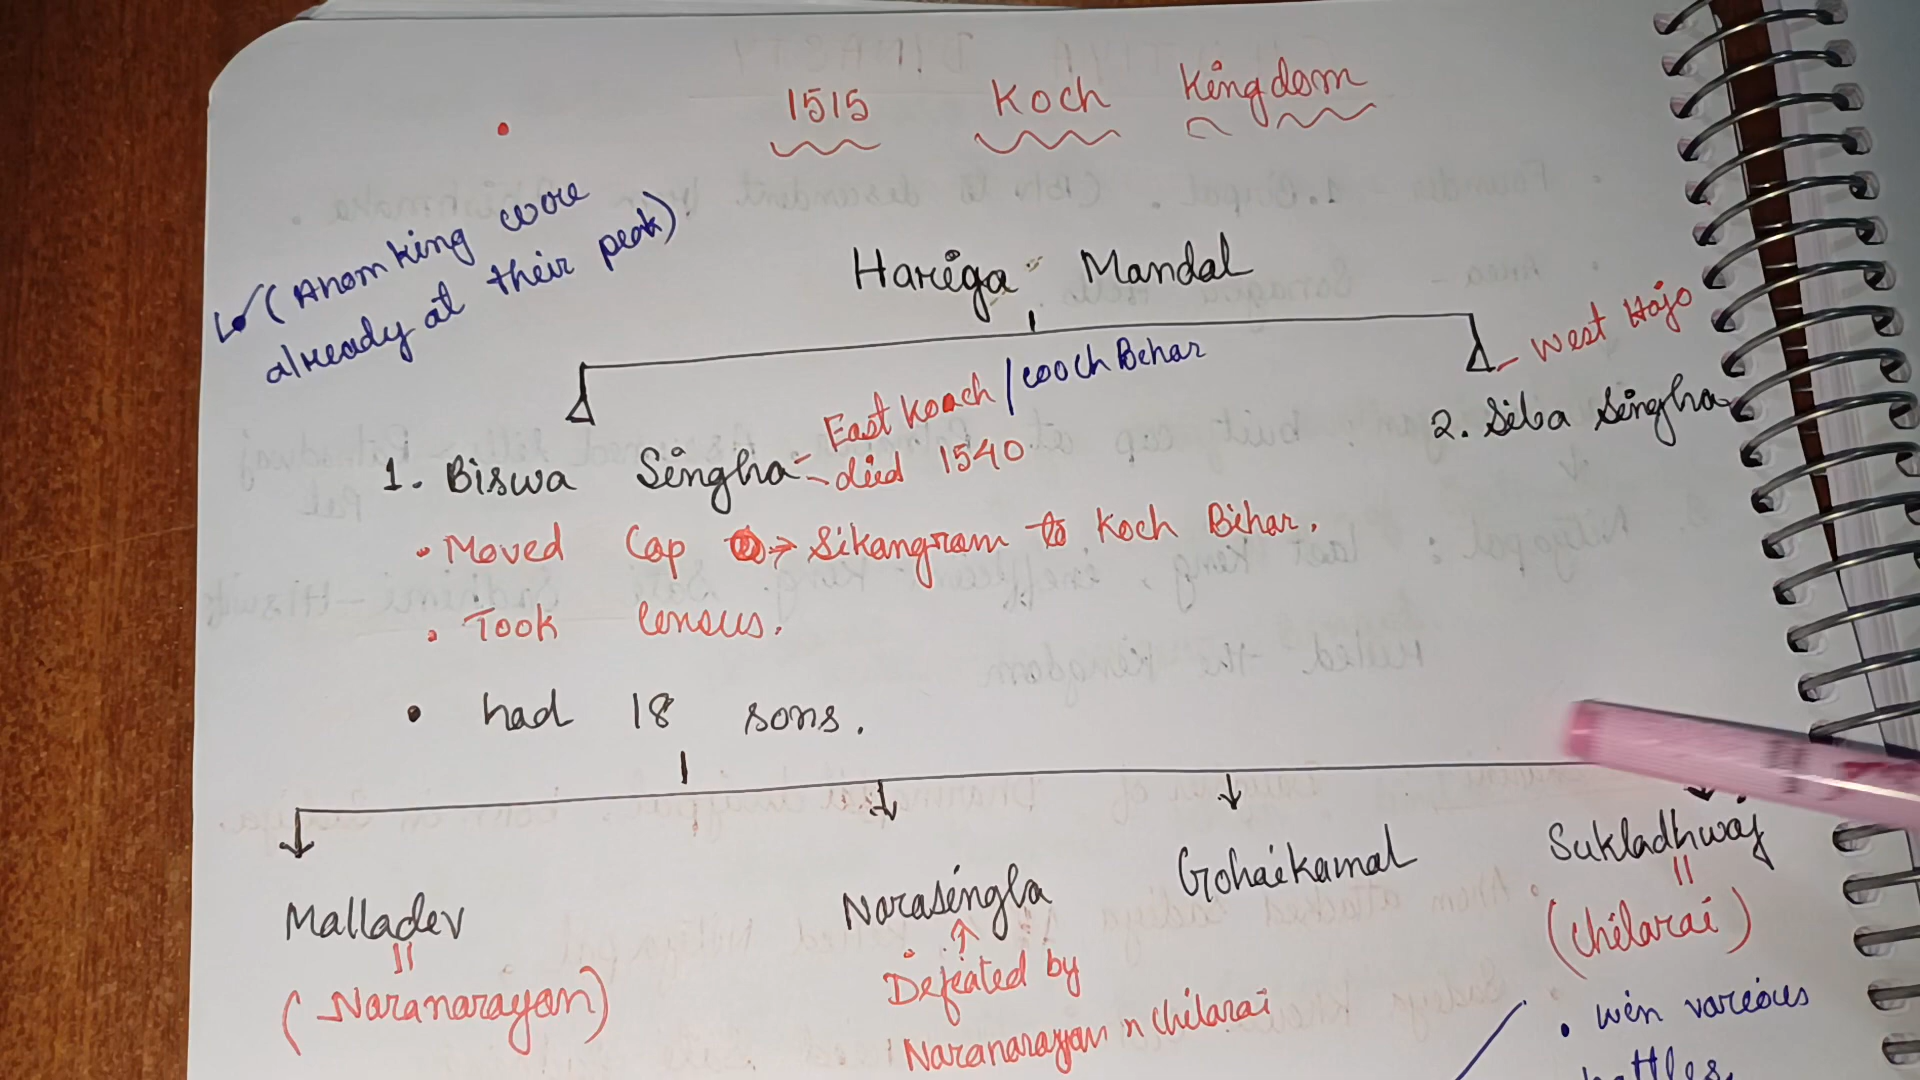 1515 Koch Kingdom
(Ahom king were
already at their peak)
Hariga Mandal
West Hajo
East Koach / Cooch Behar
1. Biswa Singha - died 1540
2. Siba Singha
• Moved Cap → Sikangram to Koch Bihar.
• Took Census.
• had 18 sons.
Malladev
Narasingha
Gohaikamal
Sukladhwaj
(Naranarayan)
Defeated by
Naranarayan n Chilarai
(Chilarai)
• win various
battles.